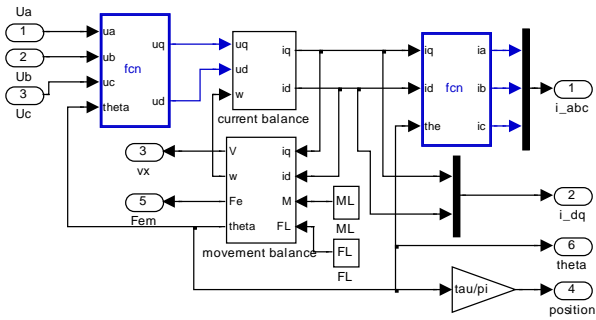 Ua
1
2
Ub
3
Uc
ua
ub
uc
theta
fcn
uq
ud
uq
ud
w
iq
id
current balance
iq
id
the
fcn
ia
ib
ic
1
i_abc
3
vx
5
Fem
V
w
Fe
theta
iq
id
M
FL
movement balance
ML
ML
FL
FL
2
i_dq
6
theta
tau/pi
4
position